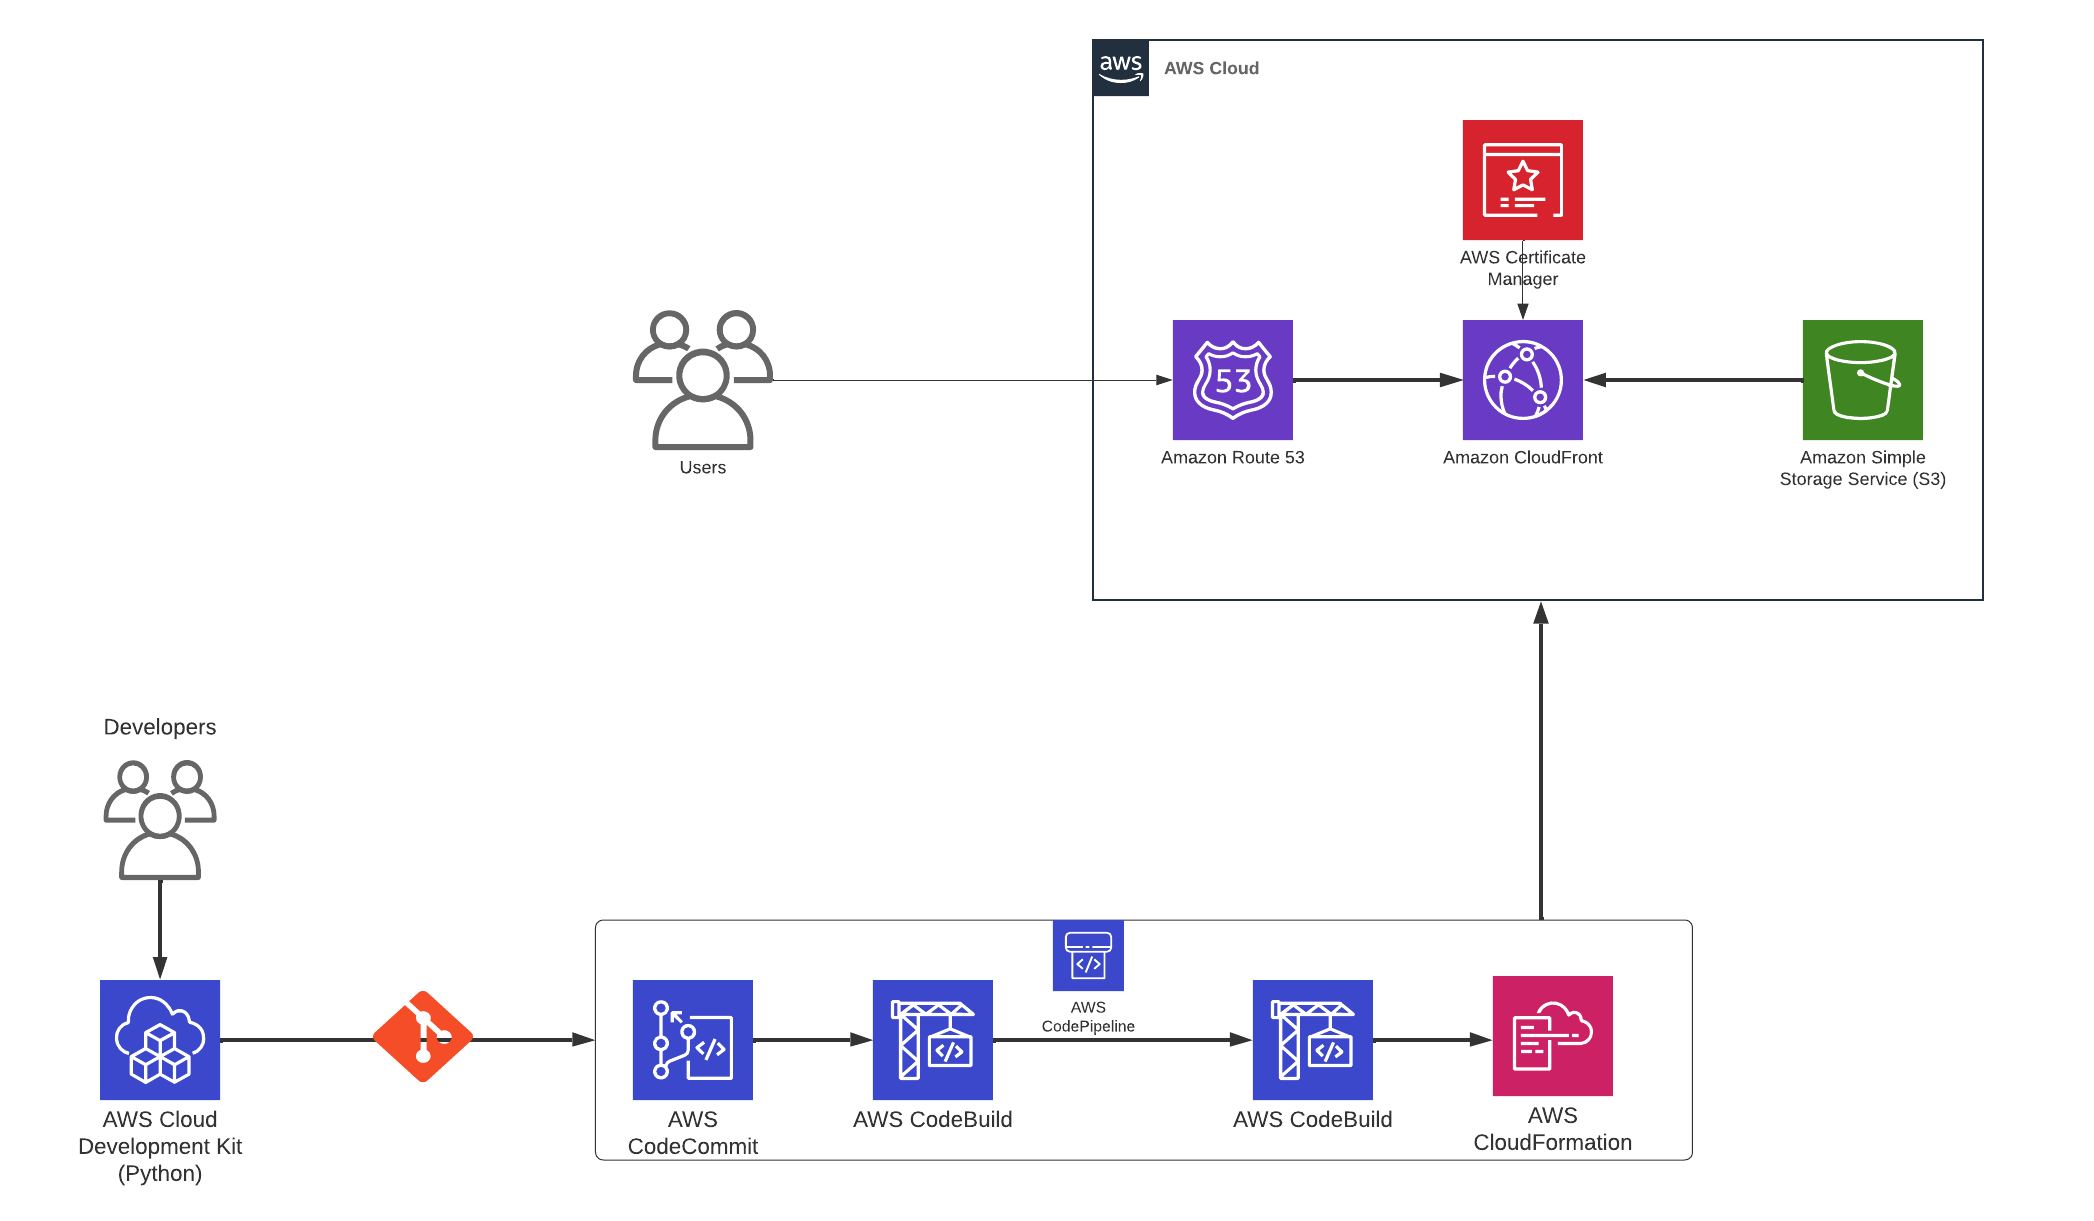 aws
AWS Cloud
AWS Certificate
Manager
53
Users
Amazon Route 53
Amazon CloudFront
Amazon Simple
Storage Service (S3)
Developers
AWS
CodePipeline
AWS Cloud
Development Kit
(Python)
AWS
CodeCommit
AWS CodeBuild
AWS CodeBuild
AWS
CloudFormation